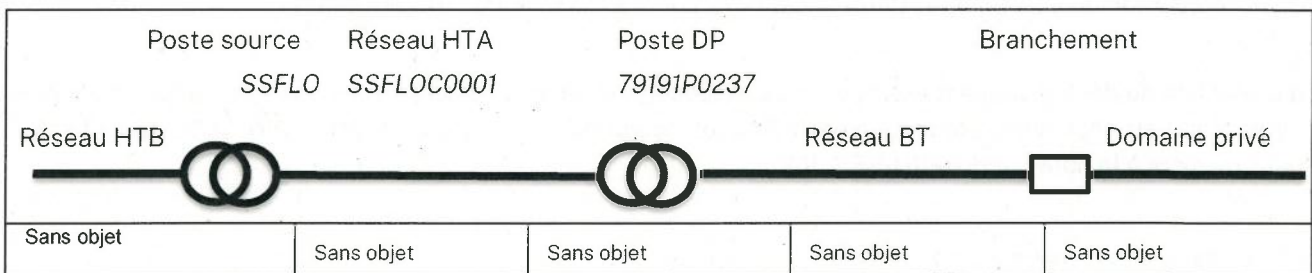 Poste source Réseau HTA Poste DP Branchement
SSFLO SSFLOC0001 79191P0237
Réseau HTB Réseau BT Domaine privé
Sans objet Sans objet Sans objet Sans objet Sans objet